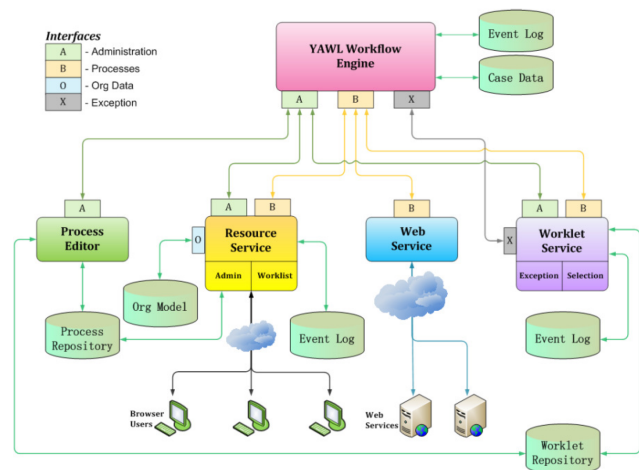 Interfaces
A - Administration
B - Processes
O - Org Data
X - Exception
YAWL Workflow
Engine
Event Log
Case Data
A
B
X
A
A
B
B
A
B
Process
Editor
O
Resource
Service
Admin
Worklist
Web
Service
X
Worklet
Service
Exception
Selection
Org Model
Process
Repository
Event Log
Event Log
Browser
Users
Web
Services
Worklet
Repository